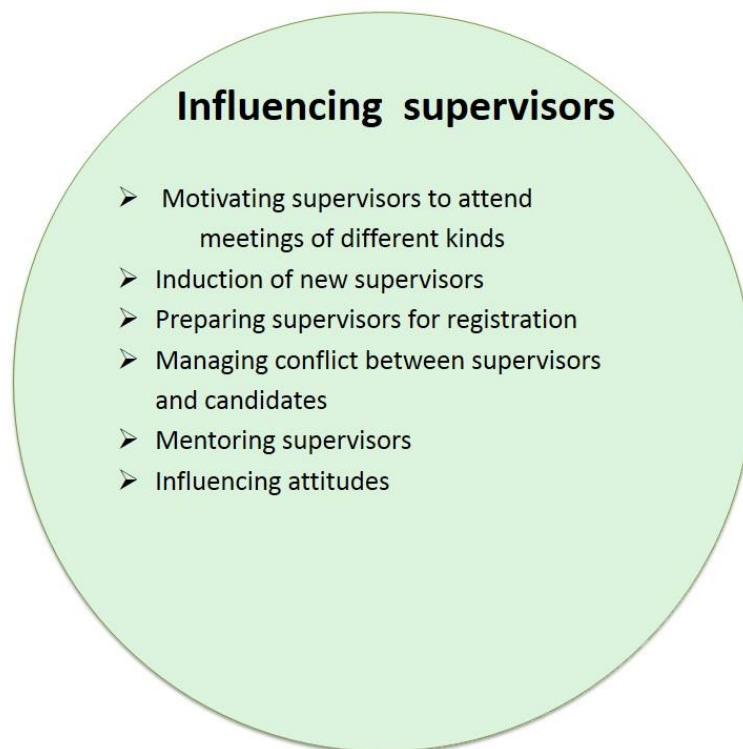 Influencing supervisors
➢ Motivating supervisors to attend
meetings of different kinds
➢ Induction of new supervisors
➢ Preparing supervisors for registration
➢ Managing conflict between supervisors
and candidates
➢ Mentoring supervisors
➢ Influencing attitudes